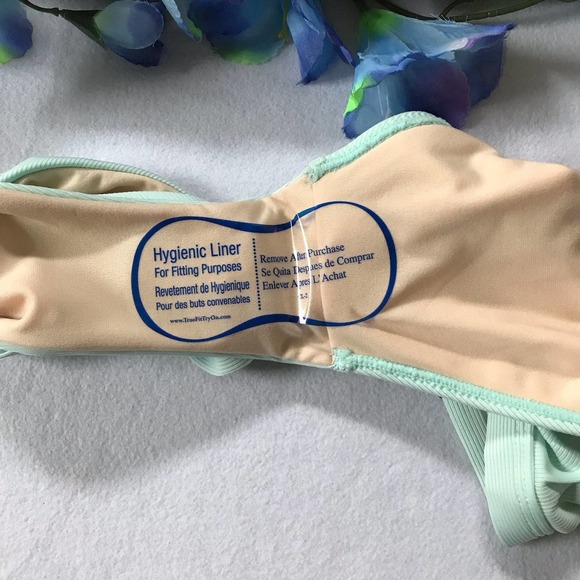 Hygienic Liner
For Fitting Purposes
Revetement de Hygienique
Pour des buts convenables
www.TrueFitTryOn.com
Remove After Purchase
Se Qiita Despues de Comprar
Enlever Apres L'Achat